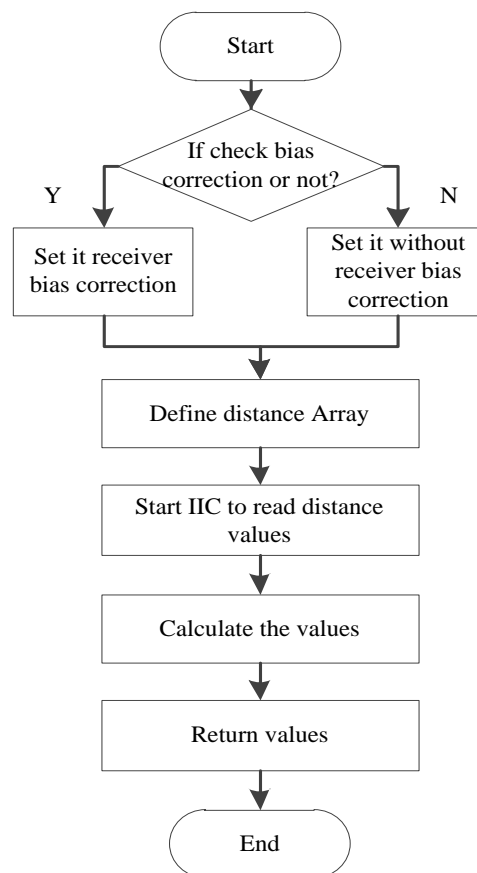 Start
If check bias
correction or not?
Y
N
Set it receiver
bias correction
Set it without
receiver bias
correction
Define distance Array
Start IIC to read distance
values
Calculate the values
Return values
End